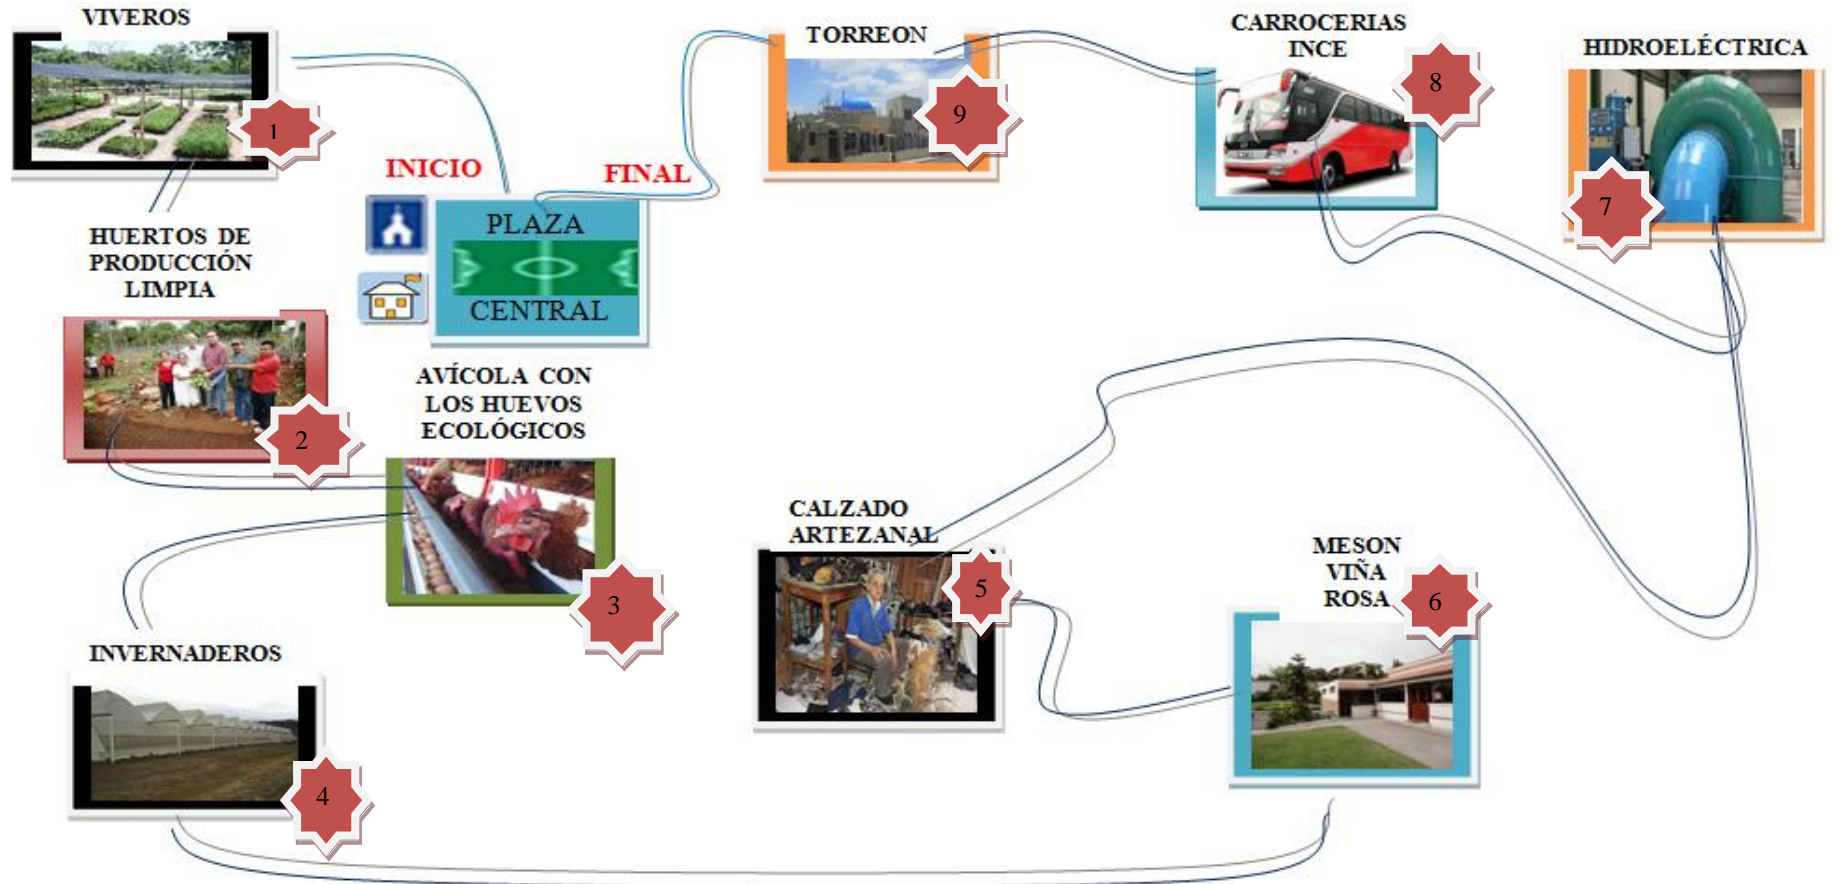 VIVEROS
1
INICIO
FINAL
PLAZA
CENTRAL
TORREON
9
CARROCERIAS
INCE
8
HIDROELÉCTRICA
7
HUERTOS DE
PRODUCCIÓN
LIMPIA
2
AVÍCOLA CON
LOS HUEVOS
ECOLÓGICOS
3
CALZADO
ARTEZANAL
5
MESON
VIÑA
ROSA
6
INVERNADEROS
4